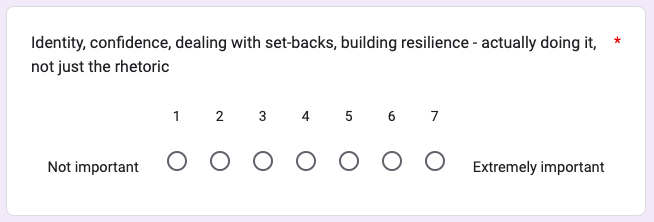 Identity, confidence, dealing with set-backs, building resilience - actually doing it, *
not just the rhetoric
1 2 3 4 5 6 7
Not important Extremely important